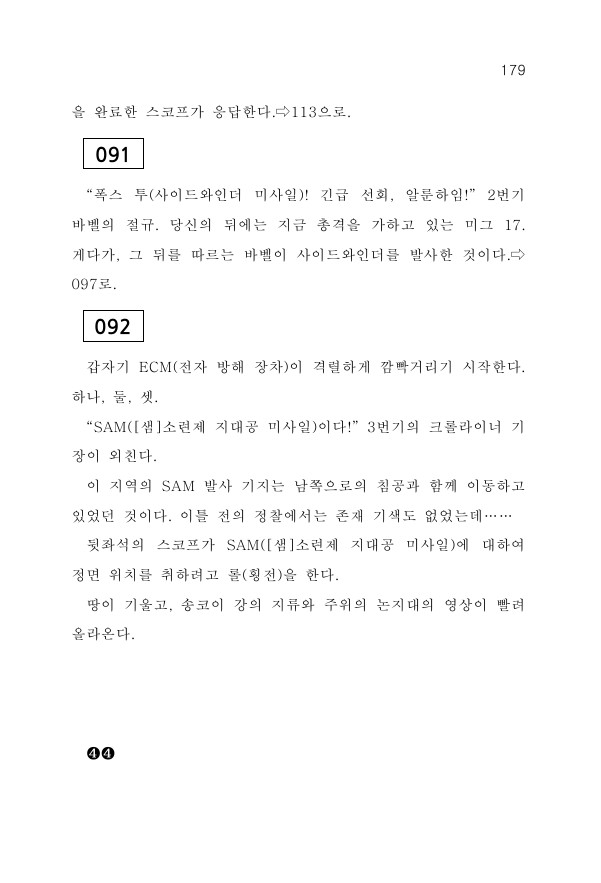 179
을 완료한 스코프가 응답한다.⇨113으로.
091
“폭스 투(사이드와인더 미사일)! 긴급 선회, 알룬하임!” 2번기
바벨의 절규. 당신의 뒤에는 지금 총격을 가하고 있는 미그 17.
게다가, 그 뒤를 따르는 바벨이 사이드와인더를 발사한 것이다.⇨
097로.
092
갑자기 ECM(전자 방해 장차)이 격렬하게 깜빡거리기 시작한다.
하나, 둘, 셋.
“SAM([샘]소련제 지대공 미사일)이다!” 3번기의 크롤라이너 기
장이 외친다.
이 지역의 SAM 발사 기지는 남쪽으로의 침공과 함께 이동하고
있었던 것이다. 이틀 전의 정찰에서는 존재 기색도 없었는데……
뒷좌석의 스코프가 SAM([샘]소련제 지대공 미사일)에 대하여
정면 위치를 취하려고 롤(횡전)을 한다.
땅이 기울고, 송코이 강의 지류와 주위의 논지대의 영상이 빨려
올라온다.
❹❹